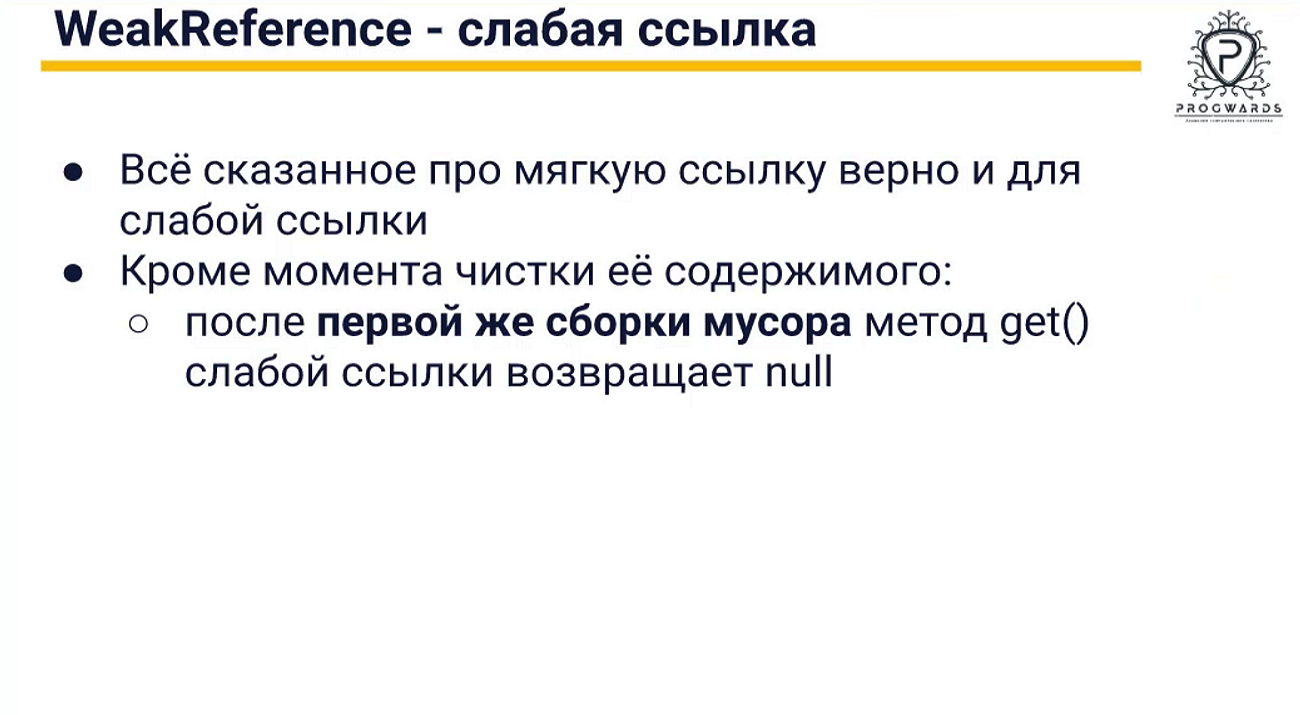 WeakReference - слабая ссылка
PROGWARDS
● Всё сказанное про мягкую ссылку верно и для
слабой ссылки
● Кроме момента чистки её содержимого:
○ после первой же сборки мусора метод get()
слабой ссылки возвращает null